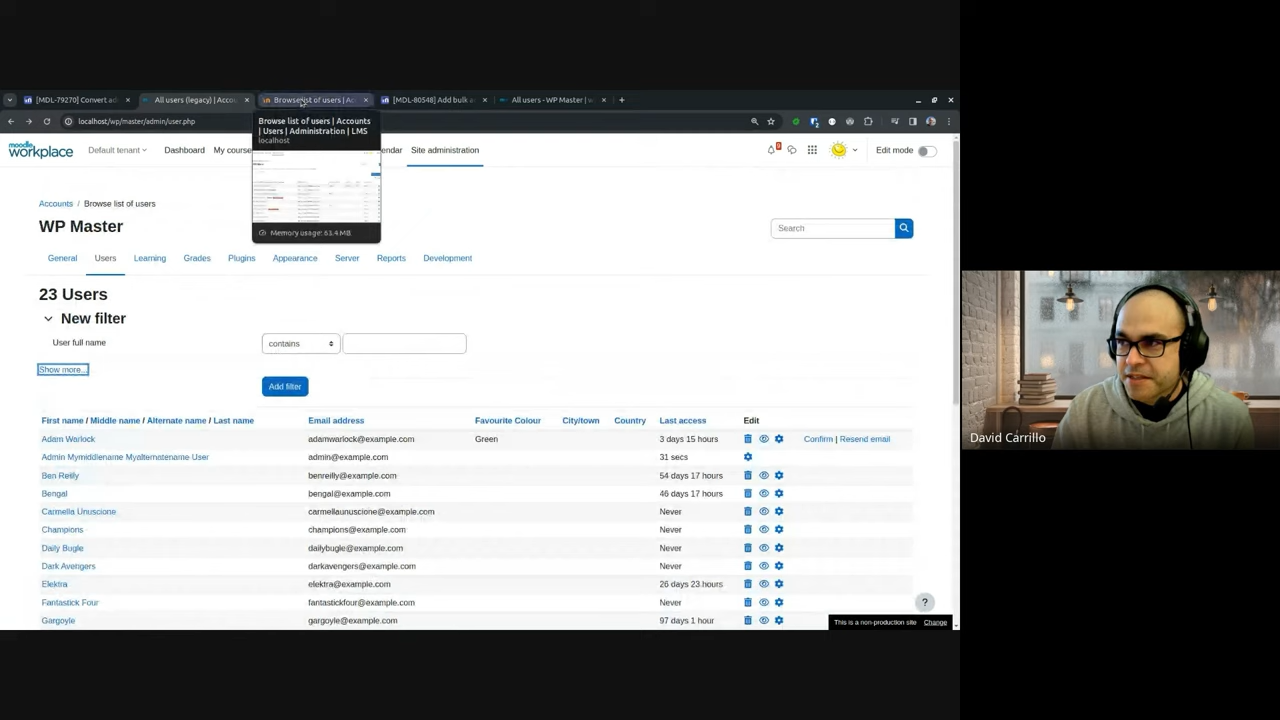 [MDL-79270] Convert ad
All users (legacy) | Accou
Browse list of users | Ac
[MDL-80548] Add bulk a
All users - WP Master | w
localhost/wp/master/admin/user.php
Browse list of users | Accounts
| Users | Administration | LMS
localhost
Memory usage: 61.4 MB
moodle
workplace
Default tenant
Dashboard
My course
endar
Site administration
Edit mode
Accounts / Browse list of users
WP Master
Search
General
Users
Learning
Grades
Plugins
Appearance
Server
Reports
Development
23 Users
New filter
User full name
contains
Show more...
Add filter
First name / Middle name / Alternate name / Last name Email address Favourite Colour City/town Country Last access Edit
Adam Warlock adamwarlock@example.com Green 3 days 15 hours Confirm | Resend email
Admin Mymiddlename Myalternatename User admin@example.com 31 secs
Ben Reilly benreilly@example.com 54 days 17 hours
Bengal bengal@example.com 46 days 17 hours
Carmella Unuscione carmellaunuscione@example.com Never
Champions champions@example.com Never
Daily Bugle dailybugle@example.com Never
Dark Avengers darkavengers@example.com Never
Elektra elektra@example.com 26 days 23 hours
Fantastick Four fantastickfour@example.com Never
Gargoyle gargoyle@example.com 97 days 1 hour
?
This is a non-production site Change
David Carrillo